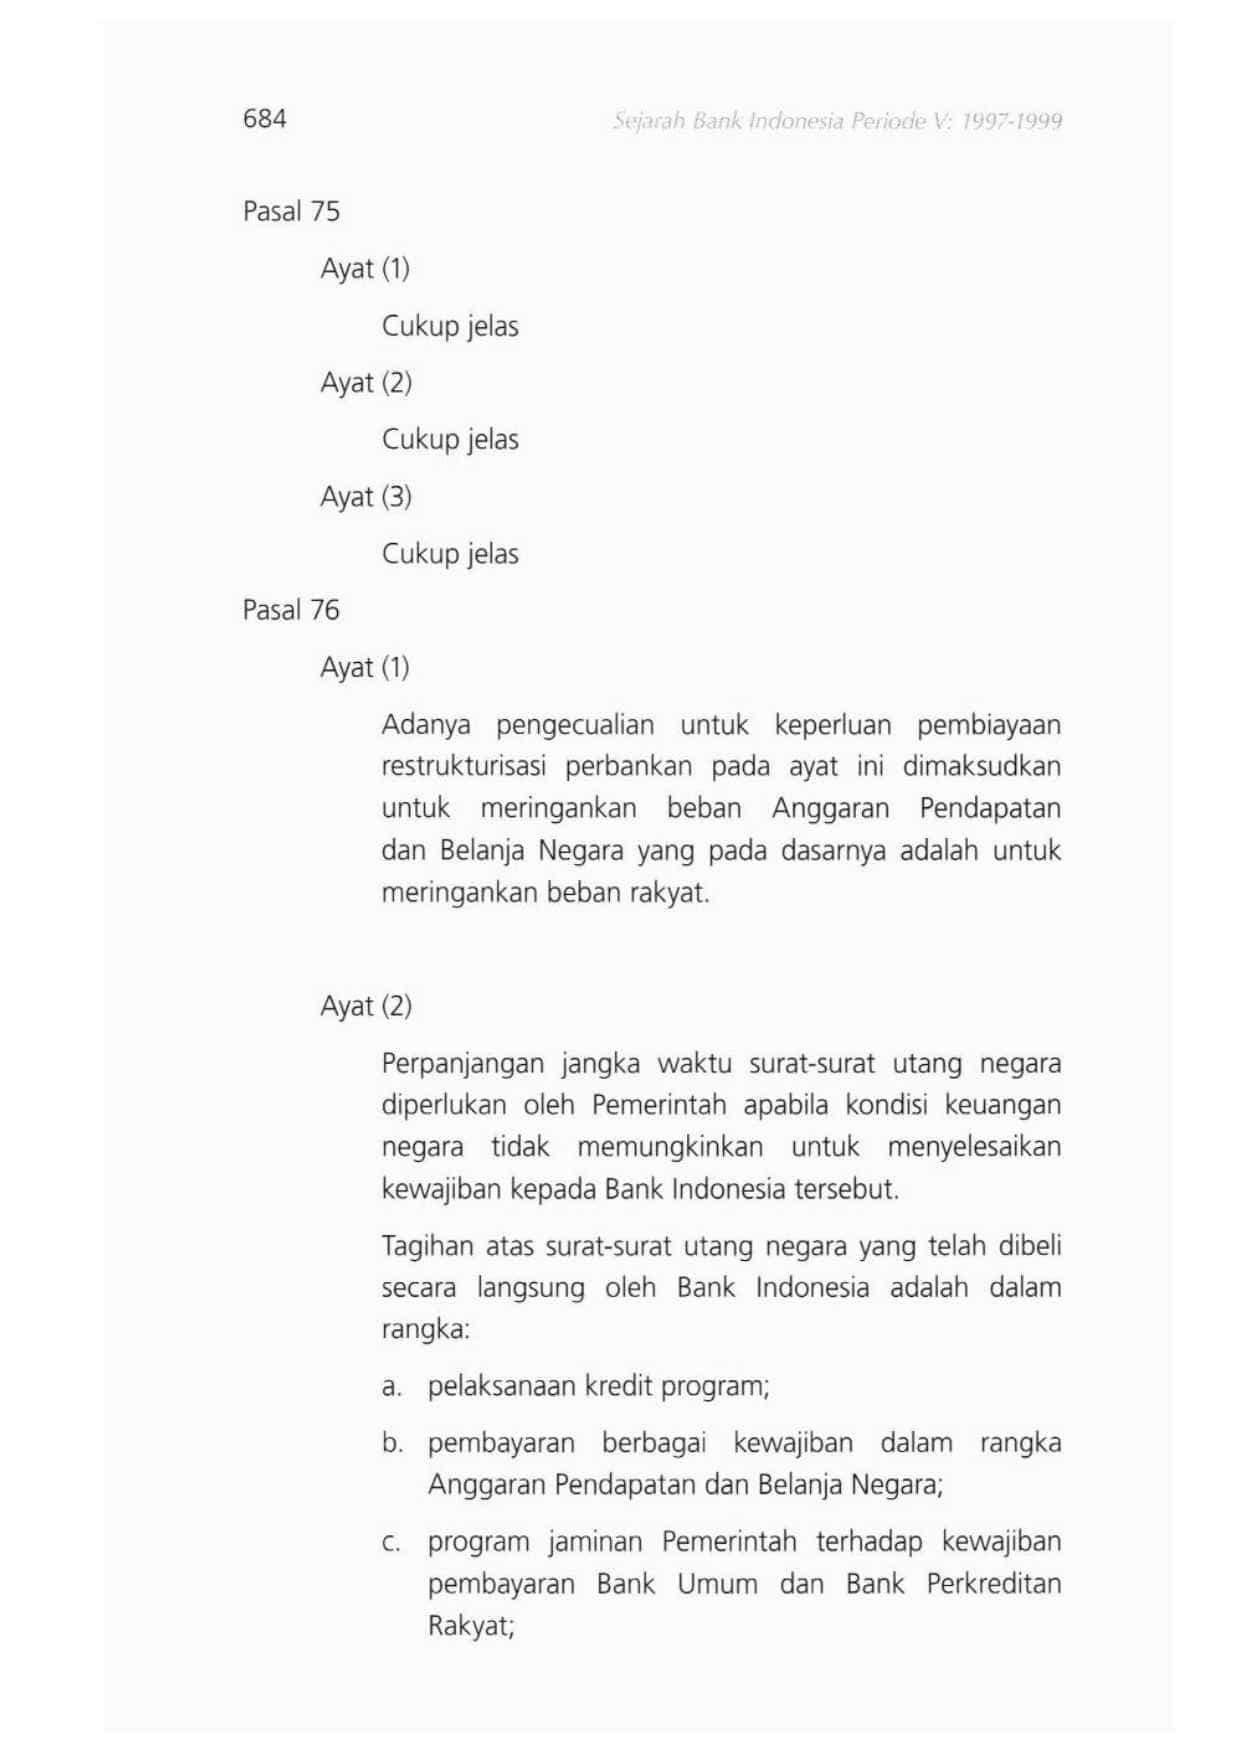 684
Sejarah Bank Indonesia Periode V: 1997-1999
Pasal 75
Ayat (1)
Cukup jelas
Ayat (2)
Cukup jelas
Ayat (3)
Cukup jelas
Pasal 76
Ayat (1)
Adanya pengecualian untuk keperluan pembiayaan
restrukturisasi perbankan pada ayat ini dimaksudkan
untuk meringankan beban Anggaran Pendapatan
dan Belanja Negara yang pada dasarnya adalah untuk
meringankan beban rakyat.
Ayat (2)
Perpanjangan jangka waktu surat-surat utang negara
diperlukan oleh Pemerintah apabila kondisi keuangan
negara tidak memungkinkan untuk menyelesaikan
kewajiban kepada Bank Indonesia tersebut.
Tagihan atas surat-surat utang negara yang telah dibeli
secara langsung oleh Bank Indonesia adalah dalam
rangka:
a. pelaksanaan kredit program;
b. pembayaran berbagai kewajiban dalam rangka
Anggaran Pendapatan dan Belanja Negara;
c. program jaminan Pemerintah terhadap kewajiban
pembayaran Bank Umum dan Bank Perkreditan
Rakyat;